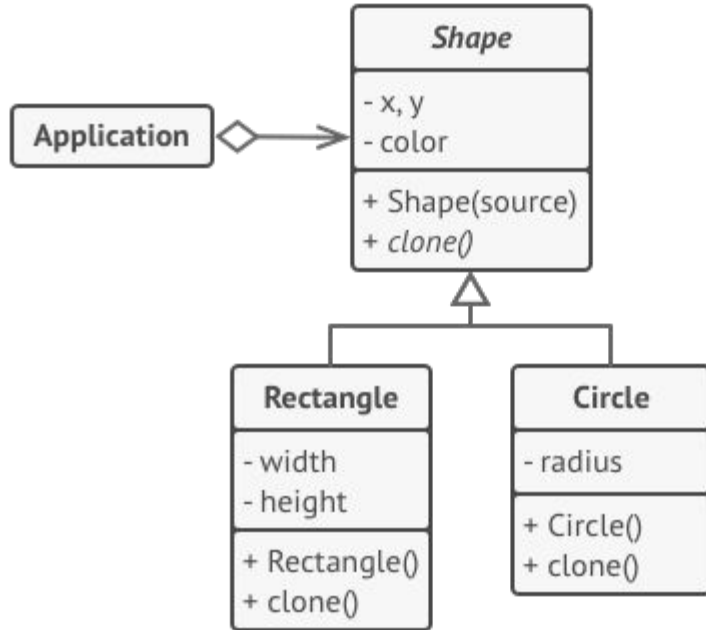 Shape
- x, y
- color
+ Shape(source)
+ clone()
Application
Rectangle
- width
- height
+ Rectangle()
+ clone()
Circle
- radius
+ Circle()
+ clone()